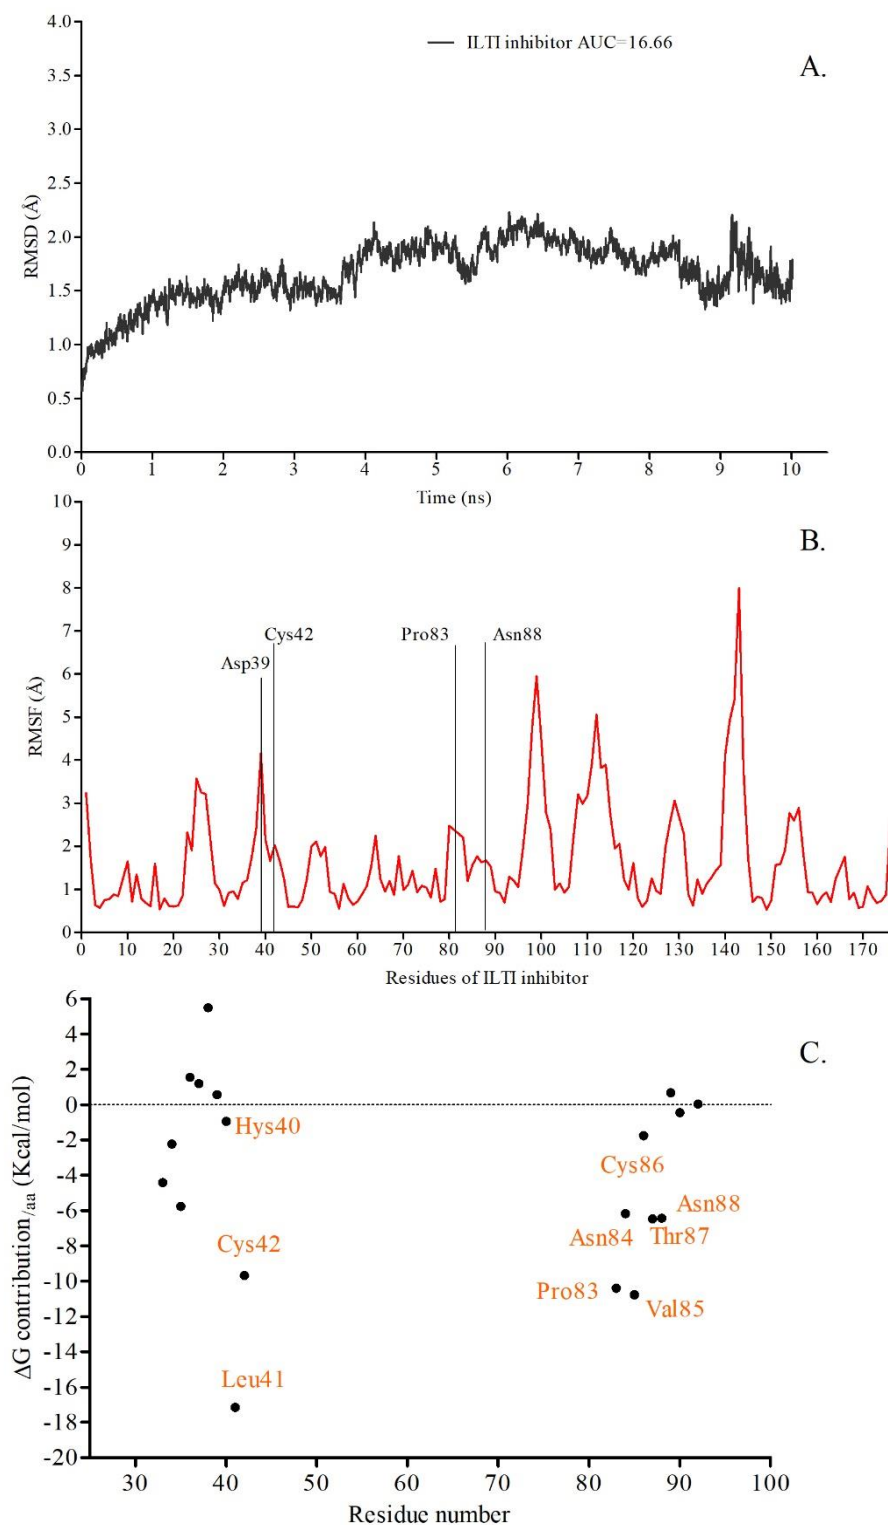 ILTI inhibitor AUC=16.66
A.
4.0
3.5
3.0
2.5
2.0
1.5
1.0
0.5
0.0
RMSD (Å)
0 1 2 3 4 5 6 7 8 9 10
Time (ns)
B.
10
9
8
7
6
5
4
3
2
1
0
RMSF (Å)
Cys42
Pro83
Asn88
Asp39
0 10 20 30 40 50 60 70 80 90 100 110 120 130 140 150 160 170
Residues of ILTI inhibitor
C.
6
4
2
0
-2
-4
-6
-8
-10
-12
-14
-16
-18
-20
ΔG contribution/aa (Kcal/mol)
Hys40
Cys86
Asn88
Asn84
Thr87
Cys42
Pro83
Val85
Leu41
30 40 50 60 70 80 90 100
Residue number